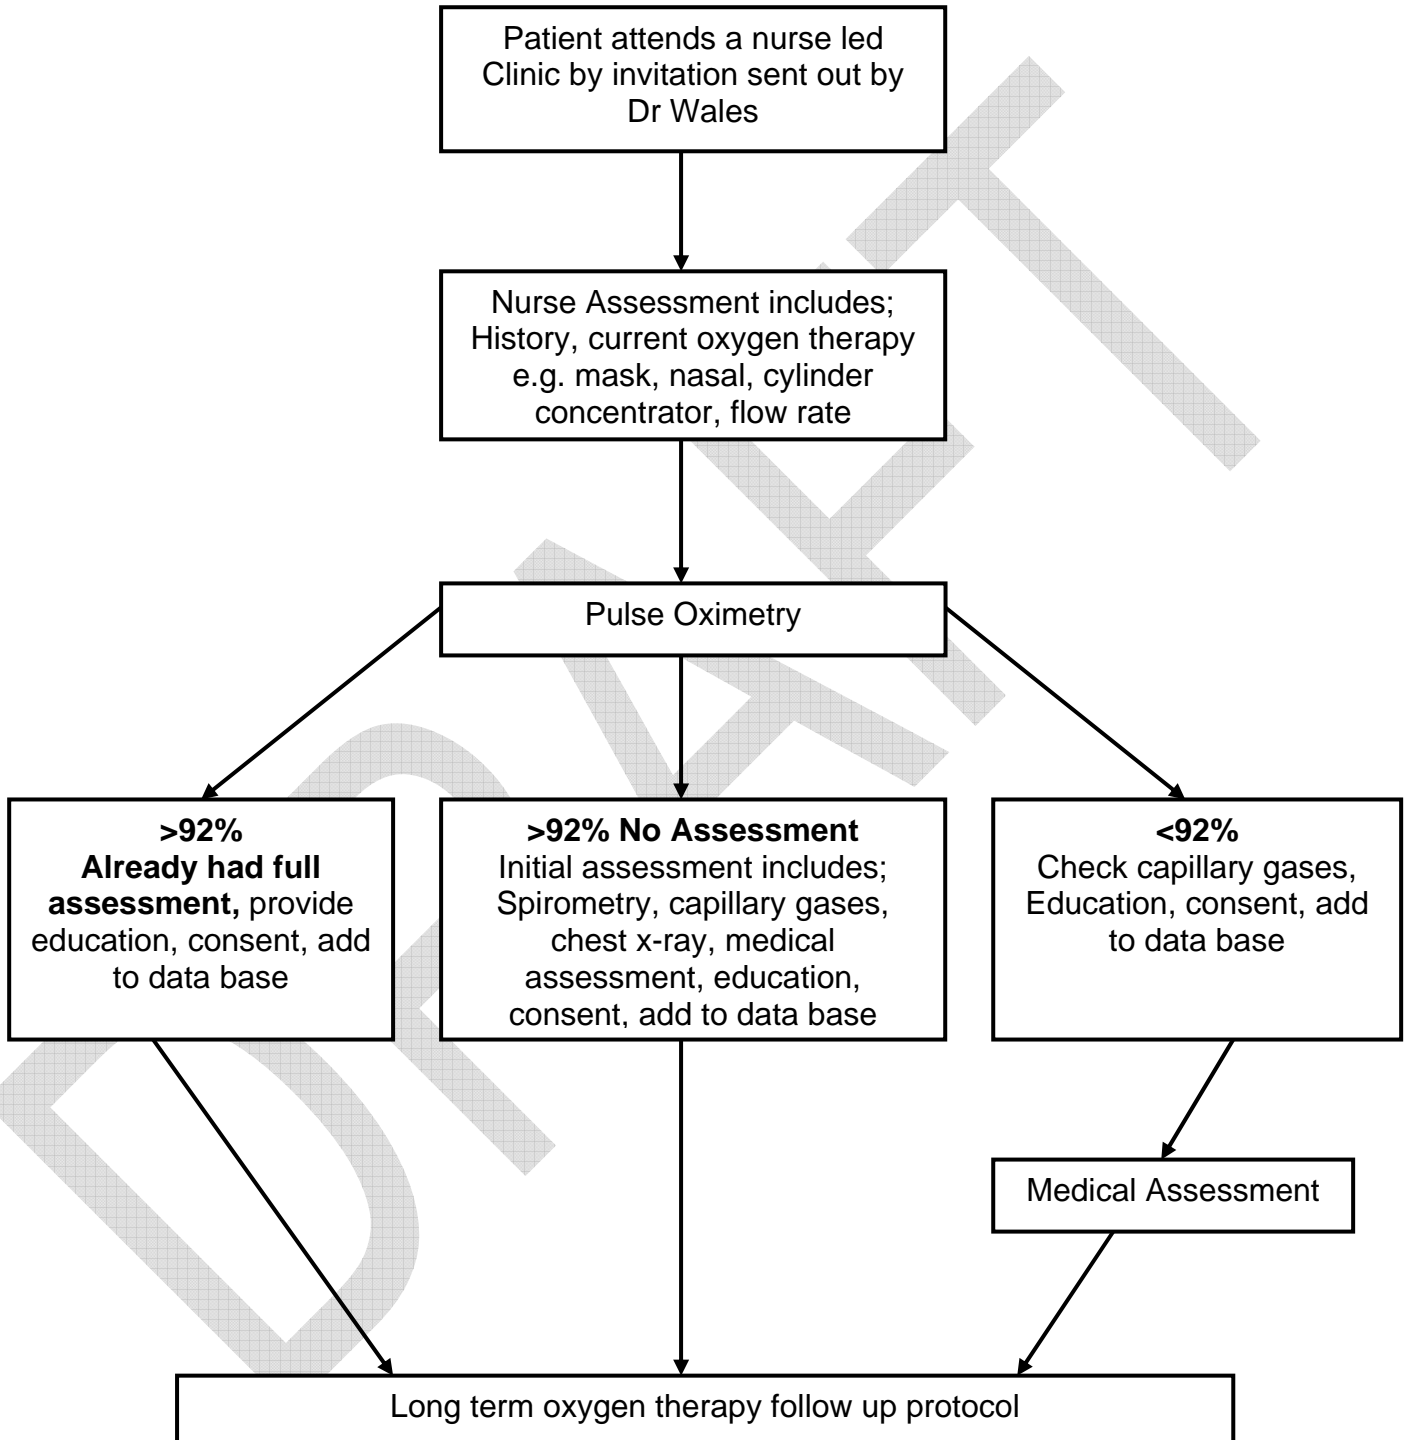 Patient attends a nurse led
Clinic by invitation sent out by
Dr Wales
Nurse Assessment includes;
History, current oxygen therapy
e.g. mask, nasal, cylinder
concentrator, flow rate
Pulse Oximetry
>92%
Already had full
assessment, provide
education, consent, add
to data base
>92% No Assessment
Initial assessment includes;
Spirometry, capillary gases,
chest x-ray, medical
assessment, education,
consent, add to data base
<92%
Check capillary gases,
Education, consent, add
to data base
Medical Assessment
Long term oxygen therapy follow up protocol
DRAFT